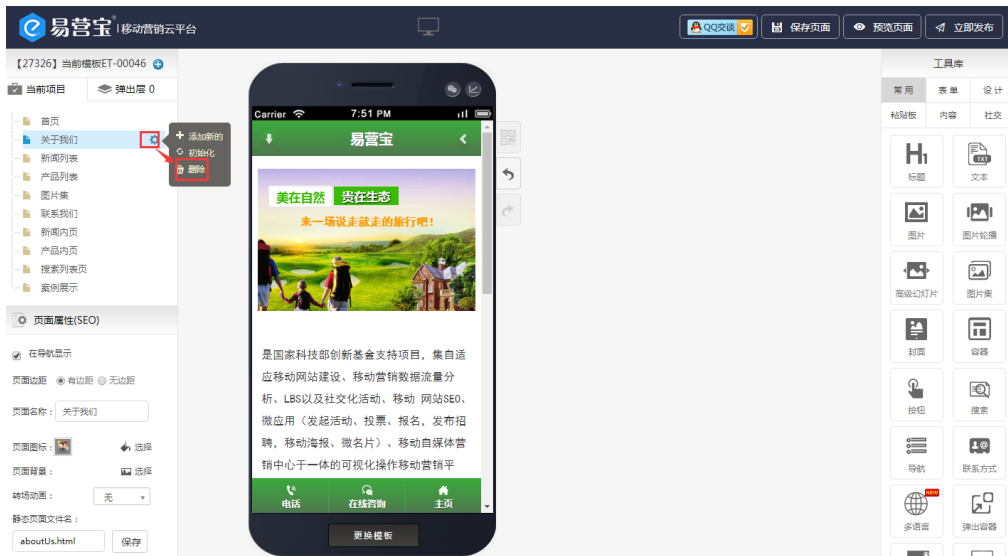 易营宝 移动营销云平台
QQ交谈
保存页面
预览页面
立即发布
【27326】当前模板ET-00046
当前项目
弹出层 0
首页
关于我们
新闻列表
产品列表
图片集
联系我们
新闻内页
产品内页
搜素列表页
案例展示
添加新的
初始化
删除
页面属性(SEO)
在导航显示
页面边距
有边距
无边距
页面名称：
关于我们
页面图标：
选择
页面背景：
选择
转场动画：
无
静态页面文件名：
aboutUs.html
保存
Carrier
7:51 PM
易营宝
美在自然 贵在生态
来一场说走就走的旅行吧！
是国家科技部创新基金支持项目，集自适
应移动网站建设、移动营销数据流量分
析、LBS以及社交化活动、移动 网站SEO、
微应用（发起活动、投票、报名，发布招
聘，移动海报、微名片）、移动自媒体营
销中心于一体的可视化操作移动营销平
电话
在线咨询
主页
更换模板
工具库
常用
表单
设计
粘贴板
内容
社交
H1
标题
TXT
文本
图片
图片轮播
高级幻灯片
图片集
封面
容器
按钮
搜素
导航
联系方式
NEW
多语言
弹出容器